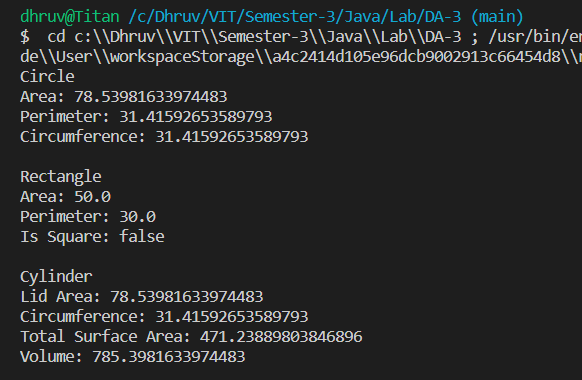 dhruv@Titan /c/Dhruv/VIT/Semester-3/Java/Lab/DA-3 (main)
$  cd c:\\Dhruv\\VIT\\Semester-3\\Java\\Lab\\DA-3 ; /usr/bin/en
de\\User\\workspaceStorage\\a4c2414d105e96dcb9002913c66454d8\\r
Circle
Area: 78.53981633974483
Perimeter: 31.41592653589793
Circumference: 31.41592653589793

Rectangle
Area: 50.0
Perimeter: 30.0
Is Square: false

Cylinder
Lid Area: 78.53981633974483
Circumference: 31.41592653589793
Total Surface Area: 471.23889803846896
Volume: 785.3981633974483